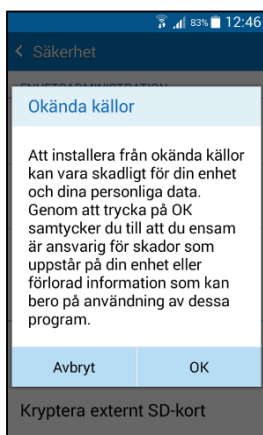 83% 12:46
Säkerhet
ENHETSADMINISTRATION
Okända källor
Att installera från okända källor
kan vara skadligt för din enhet
och dina personliga data.
Genom att trycka på OK
samtycker du till att du ensam
är ansvarig för skador som
uppstår på din enhet eller
förlorad information som kan
bero på användning av dessa
program.
Avbryt OK
Kryptera externt SD-kort